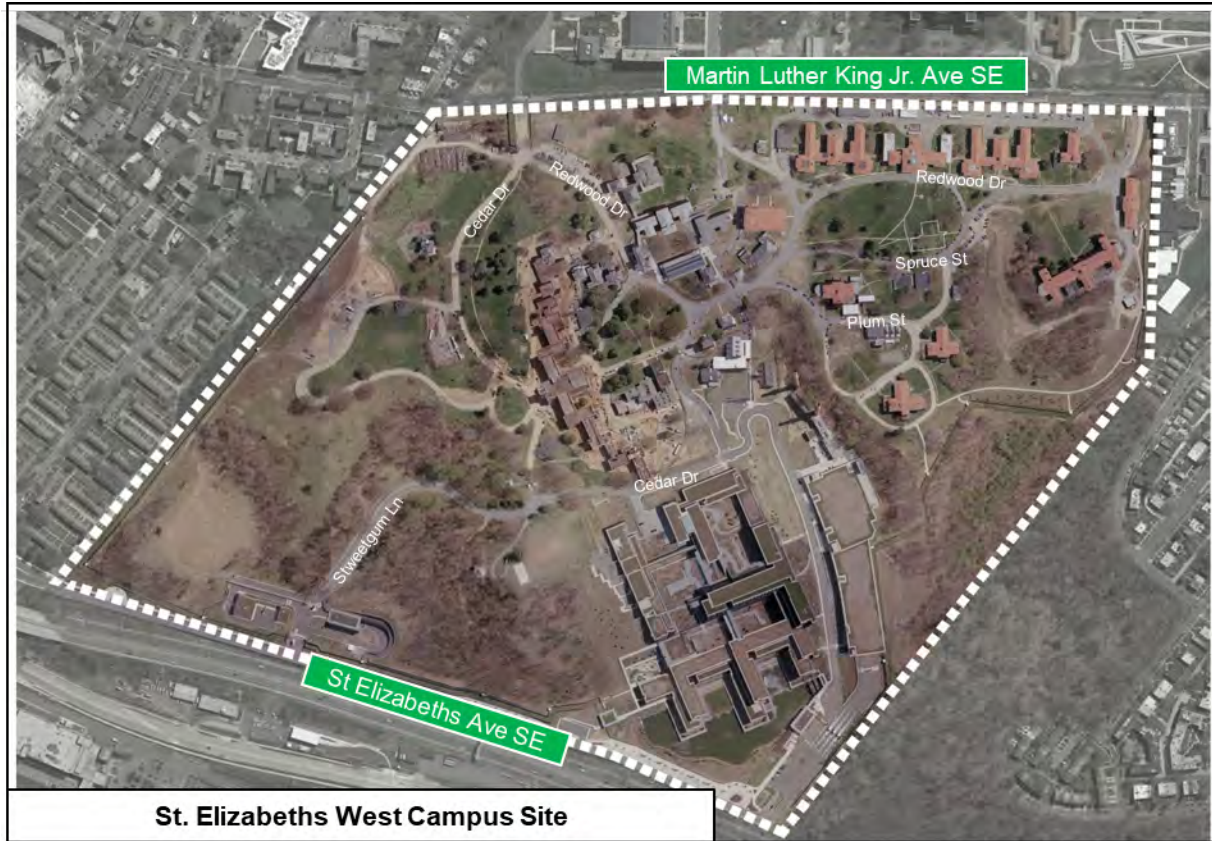 Martin Luther King Jr. Ave SE
Redwood Dr
Cedar Dr
Redwood Dr
Spruce St
Plum St
Cedar Dr
Stweetgum Ln
St Elizabeths Ave SE
St. Elizabeths West Campus Site